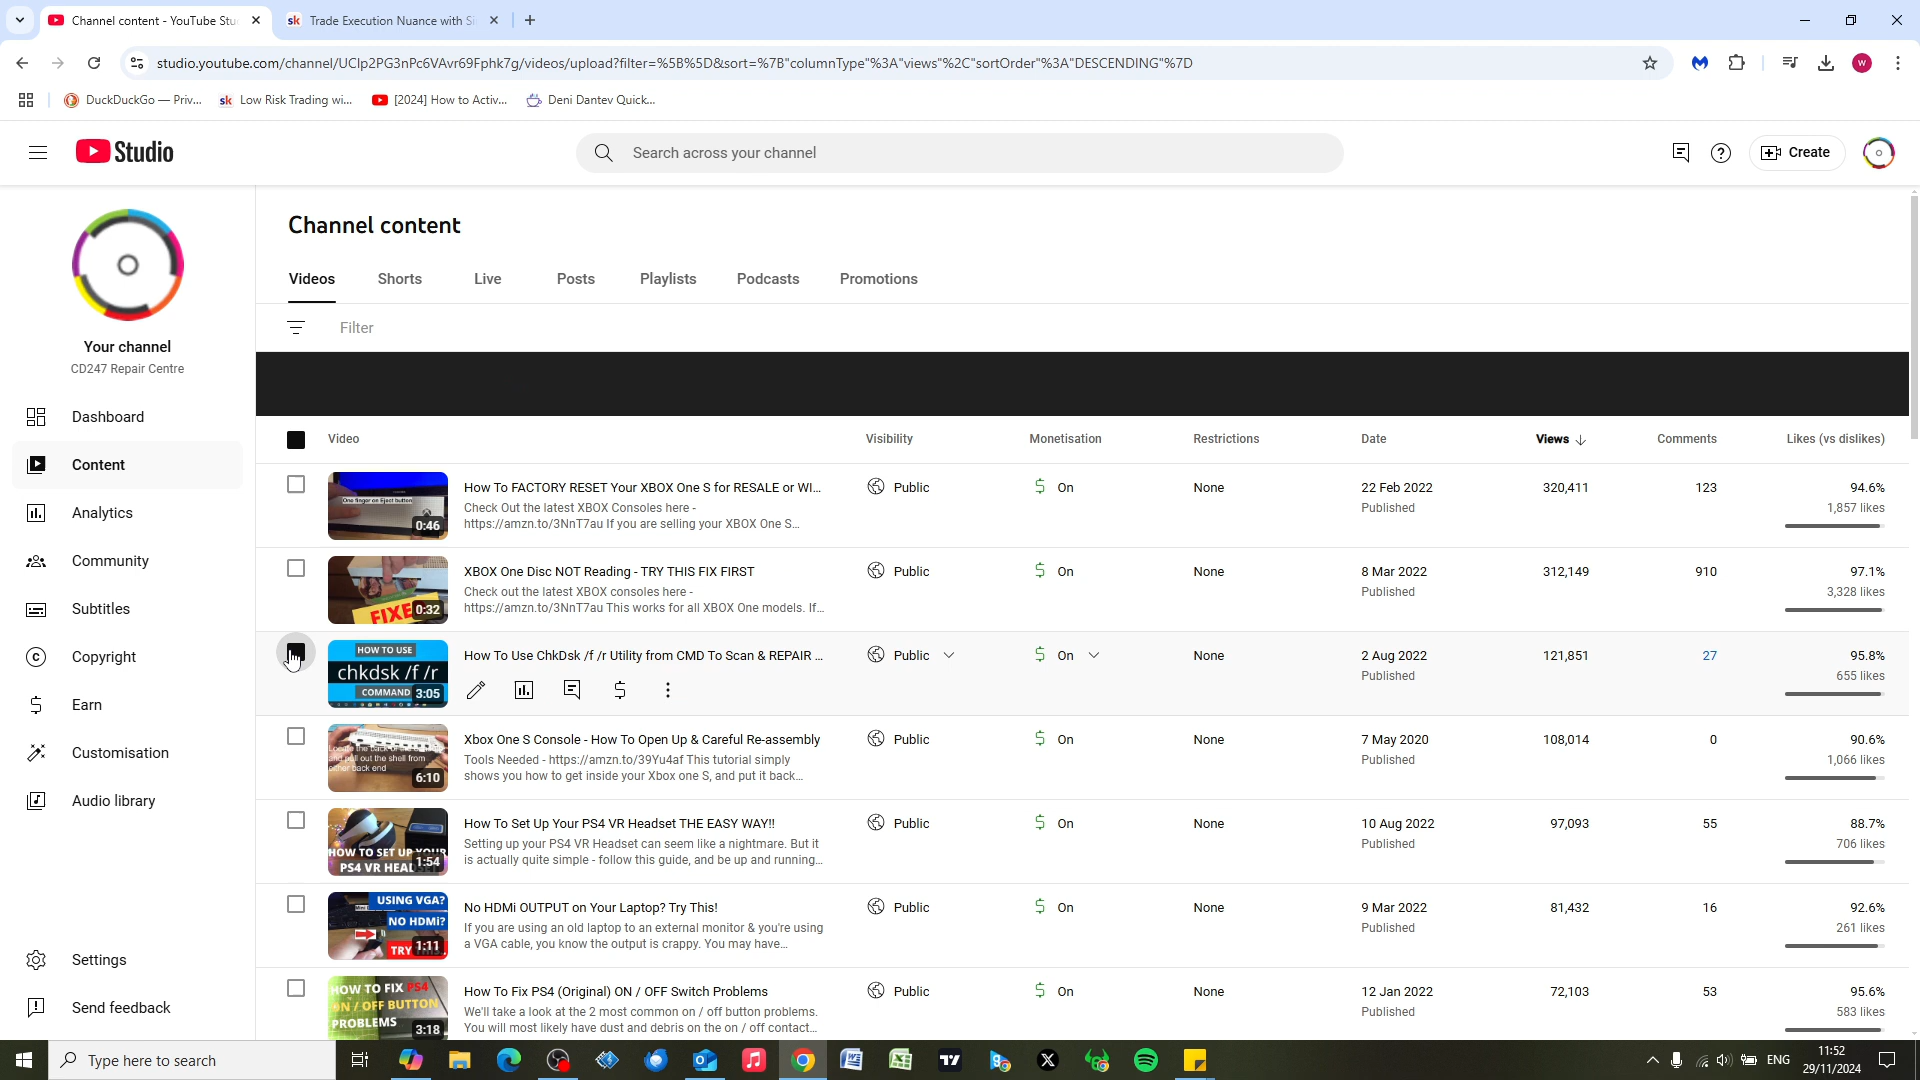 Channel content - YouTube Stu
Trade Execution Nuance with Si
studio.youtube.com/channel/UClp2PG3nPc6VAvr69Fphk7g/videos/upload?filter=%5B%5D&sort=%7B"columnType"%3A"views"%2C"sortOrder"%3A"DESCENDING"%7D
DuckDuckGo — Priv...
Low Risk Trading wi...
[2024] How to Activ...
Deni Dantev Quick...
Studio
Search across your channel
Create
Your channel
CD247 Repair Centre
Dashboard
Content
Analytics
Community
Subtitles
Copyright
Earn
Customisation
Audio library
Settings
Send feedback
Channel content
Videos Shorts Live Posts Playlists Podcasts Promotions
Filter
Video Visibility Monetisation Restrictions Date Views Comments Likes (vs dislikes)
One finger on Eject button
0:46
How To FACTORY RESET Your XBOX One S for RESALE or WI...
Check Out the latest XBOX Consoles here -
https://amzn.to/3NnT7au If you are selling your XBOX One S...
Public On None 22 Feb 2022 320,411 123 94.6%
Published 1,857 likes
FIXE
0:32
XBOX One Disc NOT Reading - TRY THIS FIX FIRST
Check out the latest XBOX consoles here -
https://amzn.to/3NnT7au This works for all XBOX One models. If...
Public On None 8 Mar 2022 312,149 910 97.1%
Published 3,328 likes
HOW TO USE
chkdsk /f /r
COMMAND 3:05
How To Use ChkDsk /f /r Utility from CMD To Scan & REPAIR ...
Public On None 2 Aug 2022 121,851 27 95.8%
Published 655 likes
6:10
Xbox One S Console - How To Open Up & Careful Re-assembly
Tools Needed - https://amzn.to/39Yu4af This tutorial simply
shows you how to get inside your Xbox one S, and put it back...
Public On None 7 May 2020 108,014 0 90.6%
Published 1,066 likes
HOW TO SET UP YOUR
PS4 VR HEAD 1:54
How To Set Up Your PS4 VR Headset THE EASY WAY!!
Setting up your PS4 VR Headset can seem like a nightmare. But it
is actually quite simple - follow this guide, and be up and running...
Public On None 10 Aug 2022 97,093 55 88.7%
Published 706 likes
USING VGA?
NO HDMi?
TRY 1:11
No HDMi OUTPUT on Your Laptop? Try This!
If you are using an old laptop to an external monitor & you're using
a VGA cable, you know the output is crappy. You may have...
Public On None 9 Mar 2022 81,432 16 92.6%
Published 261 likes
HOW TO FIX PS4
ON / OFF BUTTON
PROBLEMS 3:18
How To Fix PS4 (Original) ON / OFF Switch Problems
We'll take a look at the 2 most common on / off button problems.
You will most likely have dust and debris on the on / off contact...
Public On None 12 Jan 2022 72,103 53 95.6%
Published 583 likes
Type here to search
ENG
11:52
29/11/2024